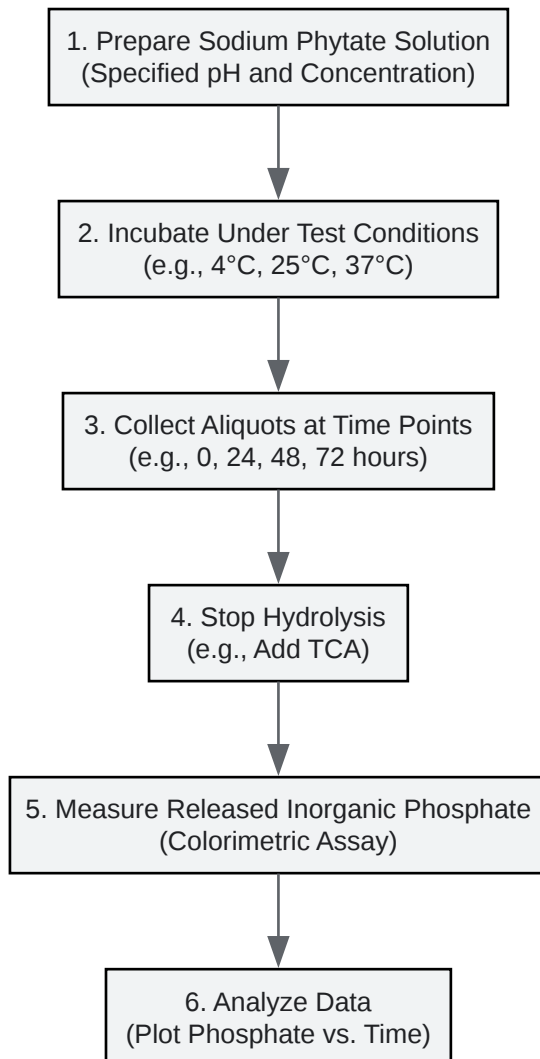 1. Prepare Sodium Phytate Solution
(Specified pH and Concentration)
2. Incubate Under Test Conditions
(e.g., 4°C, 25°C, 37°C)
3. Collect Aliquots at Time Points
(e.g., 0, 24, 48, 72 hours)
4. Stop Hydrolysis
(e.g., Add TCA)
5. Measure Released Inorganic Phosphate
(Colorimetric Assay)
6. Analyze Data
(Plot Phosphate vs. Time)